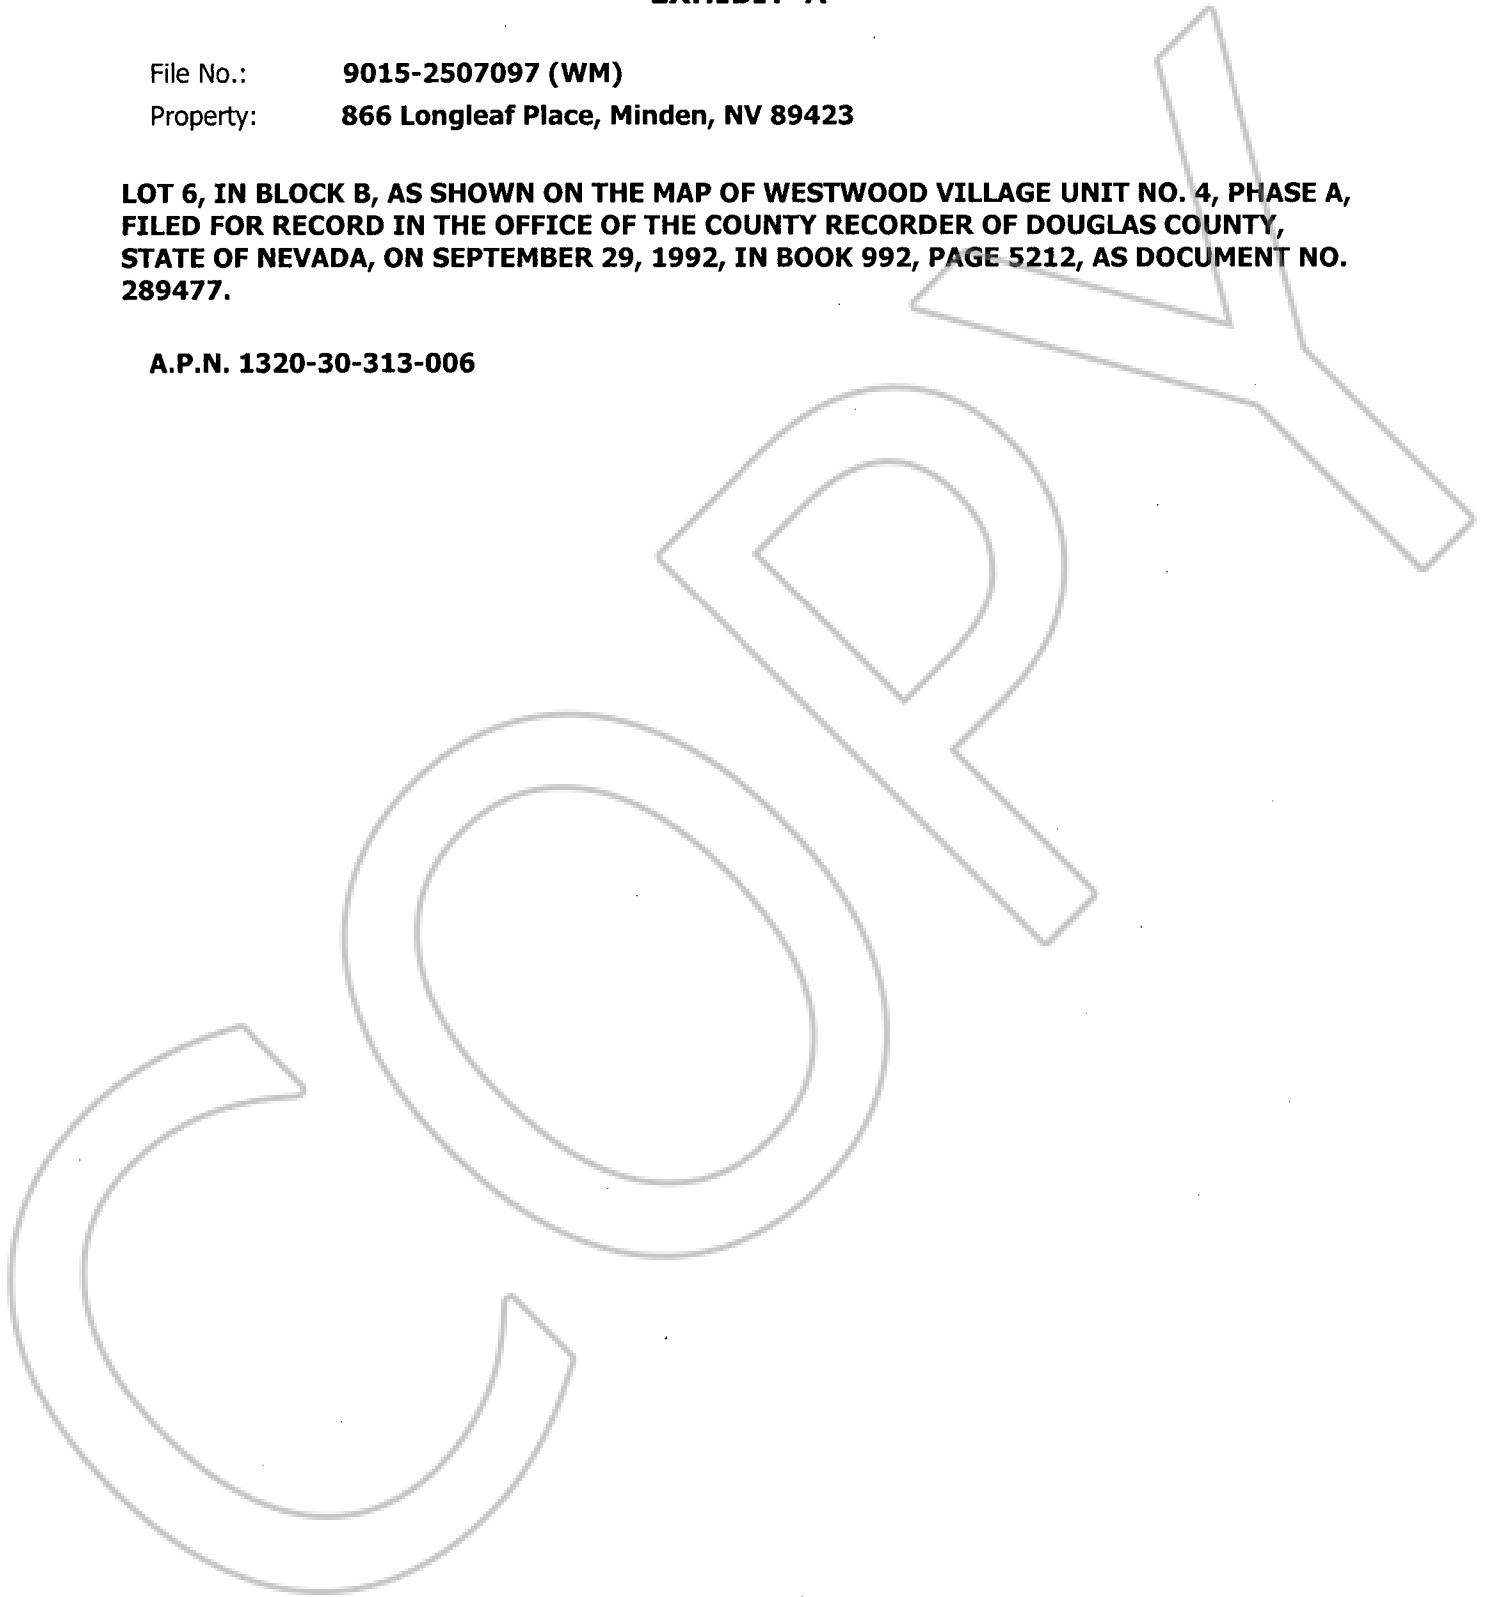 EXHIBIT "A"
File No.: 9015-2507097 (WM)
Property: 866 Longleaf Place, Minden, NV 89423
LOT 6, IN BLOCK B, AS SHOWN ON THE MAP OF WESTWOOD VILLAGE UNIT NO. 4, PHASE A,
FILED FOR RECORD IN THE OFFICE OF THE COUNTY RECORDER OF DOUGLAS COUNTY,
STATE OF NEVADA, ON SEPTEMBER 29, 1992, IN BOOK 992, PAGE 5212, AS DOCUMENT NO.
289477.
A.P.N. 1320-30-313-006
COPY